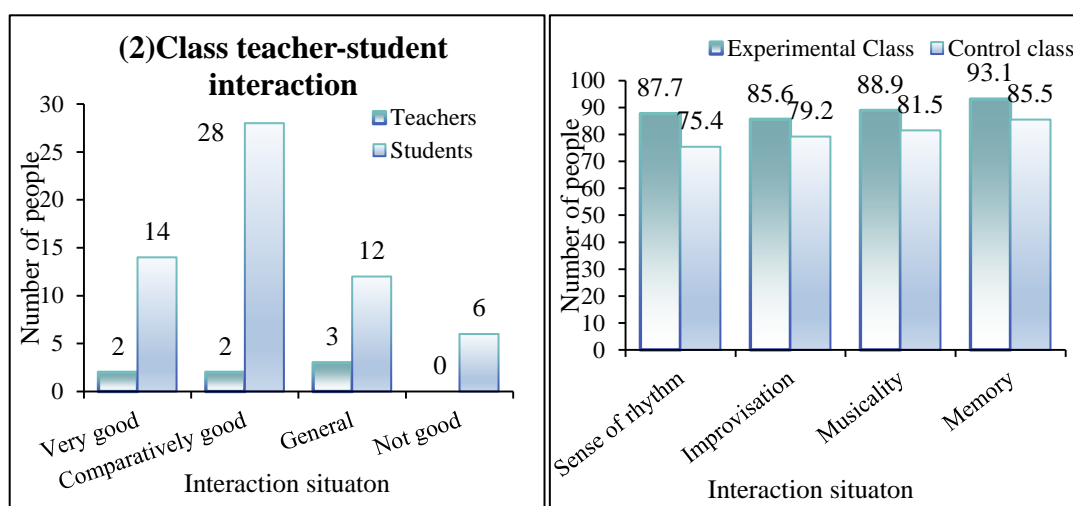 (2)Class teacher-student
interaction
Teachers
Students
Number of people
30
25
20
15
10
5
0
2
14
2
28
3
12
0
6
Very good
Comparatively good
General
Not good
Interaction situaton
Experimental Class
Control class
Number of people
100
90
80
70
60
50
40
30
20
10
0
87.7
75.4
85.6
79.2
88.9
81.5
93.1
85.5
Sense of rhythm
Improvisation
Musicality
Memory
Interaction situaton